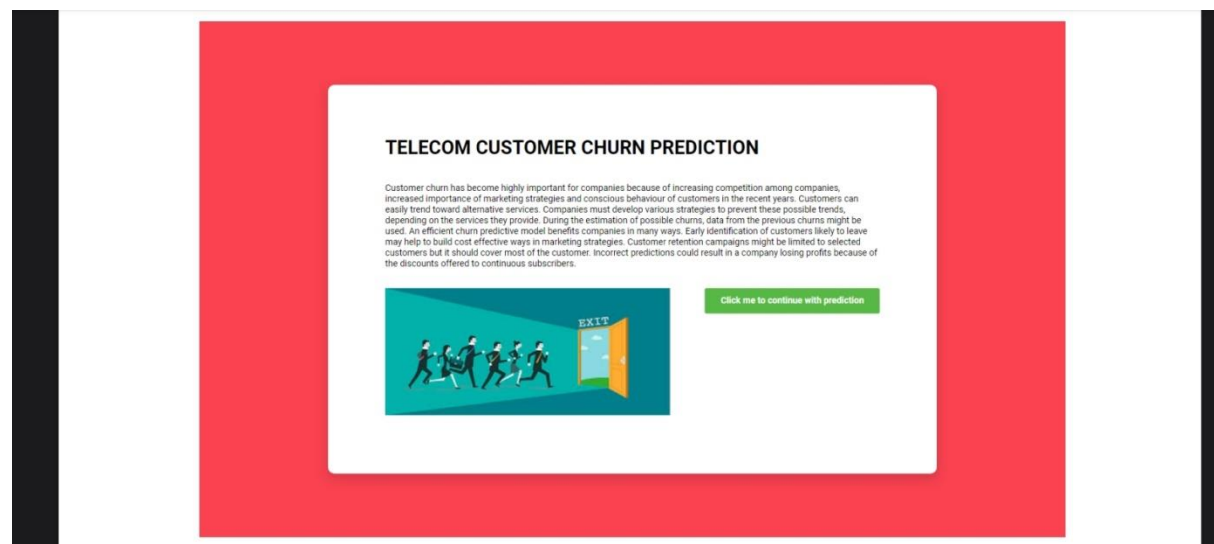 TELECOM CUSTOMER CHURN PREDICTION
Customer churn has become highly important for companies because of increasing competition among companies,
increased importance of marketing strategies and conscious behaviour of customers in the recent years. Customers can
easily trend toward alternative services. Companies must develop various strategies to prevent these possible trends,
depending on the services they provide. During the estimation of possible churns, data from the previous churns might be
used. An efficient churn predictive model benefits companies in many ways. Early identification of customers likely to leave
may help to build cost effective ways in marketing strategies. Customer retention campaigns might be limited to selected
customers but it should cover most of the customer. Incorrect predictions could result in a company losing profits because of
the discounts offered to continuous subscribers.
EXIT
Click me to continue with prediction